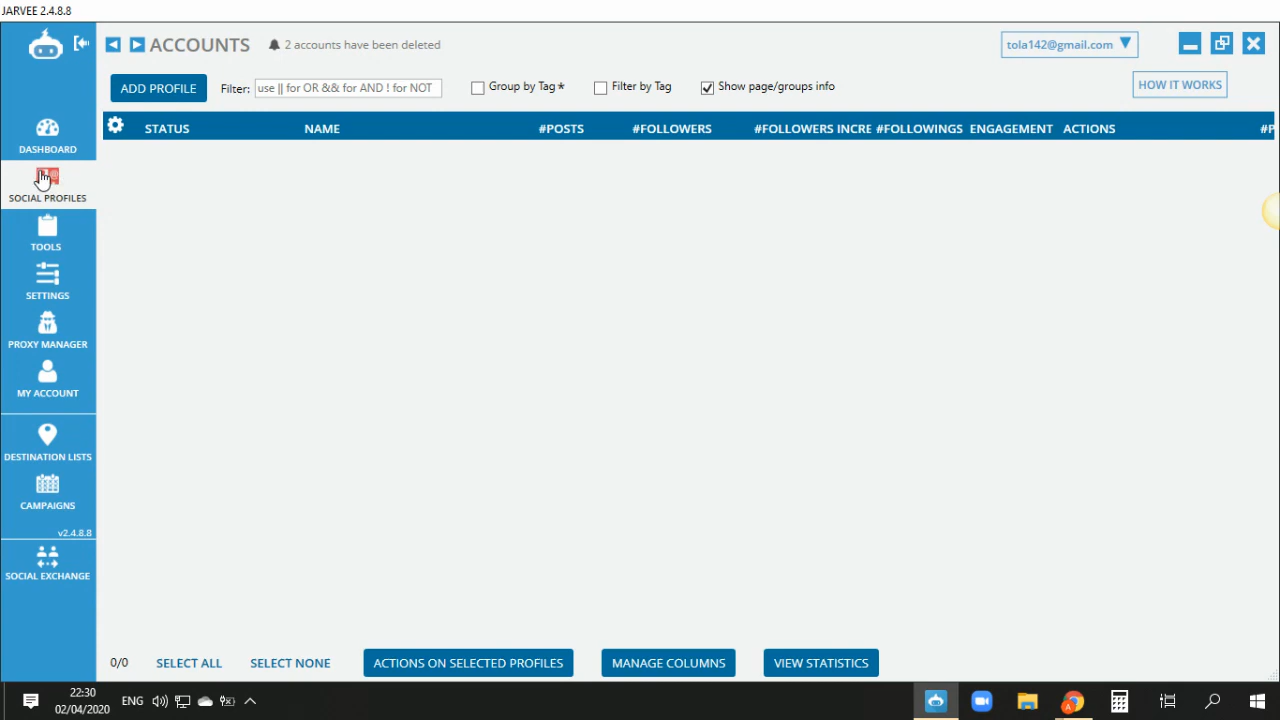 JARVEE 2.4.8.8
ACCOUNTS
2 accounts have been deleted
tola142@gmail.com
ADD PROFILE
Filter:
use || for OR && for AND ! for NOT
Group by Tag *
Filter by Tag
Show page/groups info
HOW IT WORKS
STATUS NAME #POSTS #FOLLOWERS #FOLLOWERS INCRE #FOLLOWINGS ENGAGEMENT ACTIONS #P
DASHBOARD
SOCIAL PROFILES
TOOLS
SETTINGS
PROXY MANAGER
MY ACCOUNT
DESTINATION LISTS
CAMPAIGNS
v2.4.8.8
SOCIAL EXCHANGE
0/0
SELECT ALL
SELECT NONE
ACTIONS ON SELECTED PROFILES
MANAGE COLUMNS
VIEW STATISTICS
22:30
02/04/2020
ENG